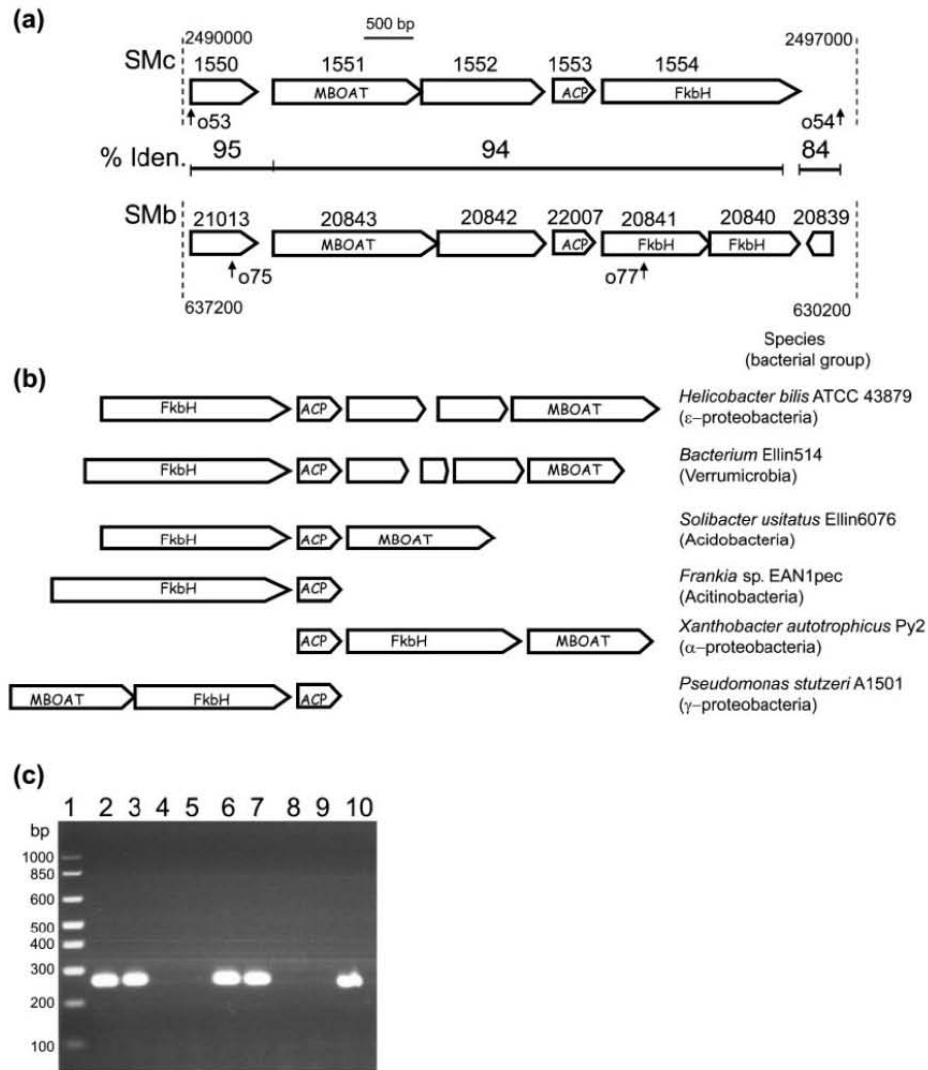 (a)
500 bp
2490000
2497000
SMc
1550 1551 1552 1553 1554
MBOAT ACP FkbH
o53 o54
% Iden. 95 94 84
SMb
21013 20843 20842 22007 20841 20840 20839
MBOAT ACP FkbH FkbH
o75 o77
637200 630200
Species
(bacterial group)
(b)
FkbH ACP MBOAT
Helicobacter bilis ATCC 43879
(ε–proteobacteria)
FkbH ACP MBOAT
Bacterium Ellin514
(Verrumicrobia)
FkbH ACP MBOAT
Solibacter usitatus Ellin6076
(Acidobacteria)
FkbH ACP
Frankia sp. EAN1pec
(Acitinobacteria)
ACP FkbH MBOAT
Xanthobacter autotrophicus Py2
(α–proteobacteria)
MBOAT FkbH ACP
Pseudomonas stutzeri A1501
(γ–proteobacteria)
(c)
1 2 3 4 5 6 7 8 9 10
bp
1000
850
600
500
400
300
200
100